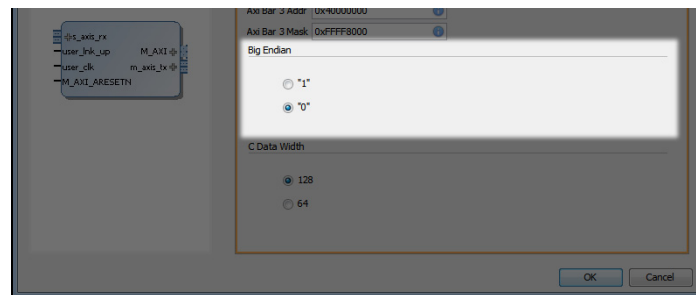 Axi Bar 3 Addr 0x40000000
Axi Bar 3 Mask 0xFFFF8000
s_axis_rx
user_lnk_up M_AXI
user_clk m_axis_tx
M_AXI_ARESETN
Big Endian
"1"
"0"
C Data Width
128
64
OK Cancel